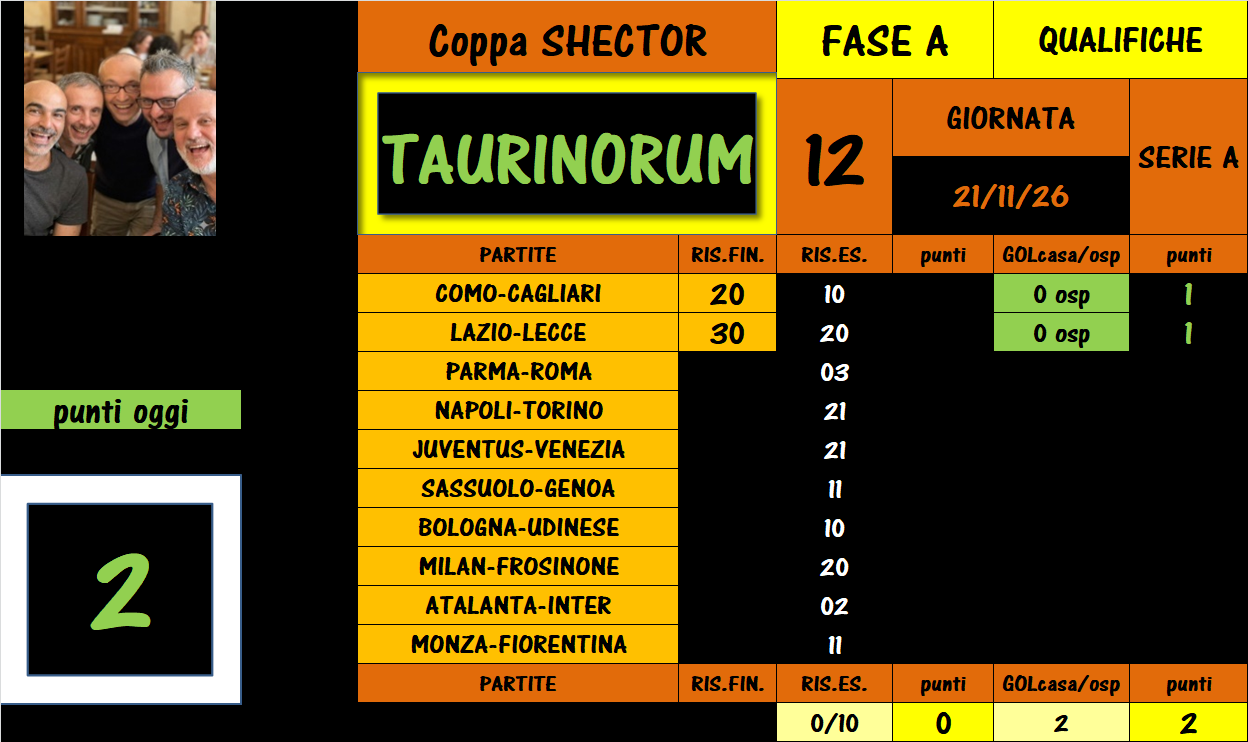 Coppa SHECTOR FASE A QUALIFICHE
TAURINORUM 12 GIORNATA SERIE A
21/11/26
PARTITE RIS.FIN. RIS.ES. punti GOLcasa/osp punti
COMO-CAGLIARI 20 10 0 osp 1
LAZIO-LECCE 30 20 0 osp 1
PARMA-ROMA 03
punti oggi
NAPOLI-TORINO 21
JUVENTUS-VENEZIA 21
SASSUOLO-GENOA 11
BOLOGNA-UDINESE 10
MILAN-FROSINONE 20
2
ATALANTA-INTER 02
MONZA-FIORENTINA 11
PARTITE RIS.FIN. RIS.ES. punti GOLcasa/osp punti
0/10 0 2 2